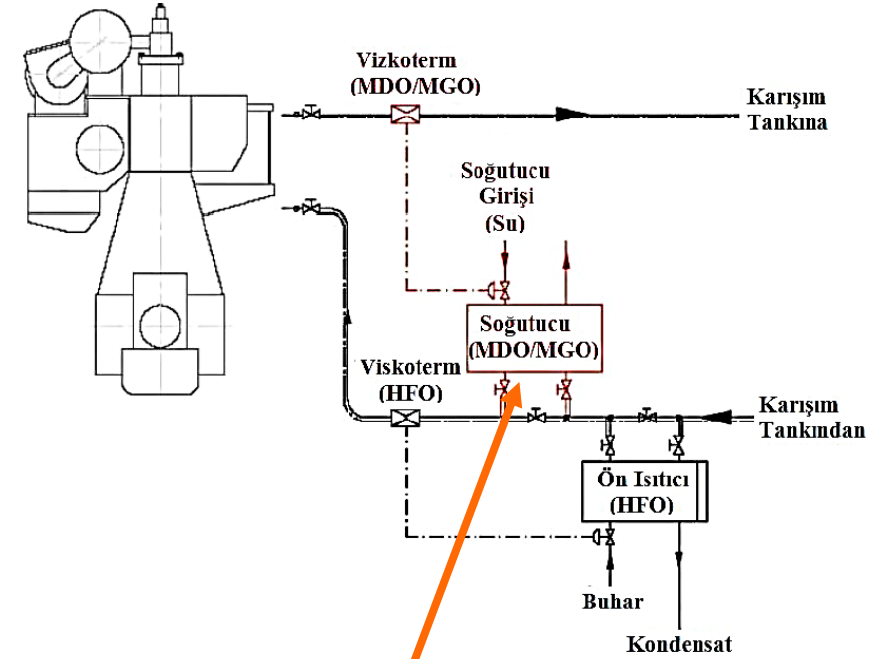 Vizkoterm
(MDO/MGO)
Karışım
Tankına
Soğutucu
Girişi
(Su)
Soğutucu
(MDO/MGO)
Viskoterm
(HFO)
Karışım
Tankından
Ön Isıtıcı
(HFO)
Buhar
Kondensat